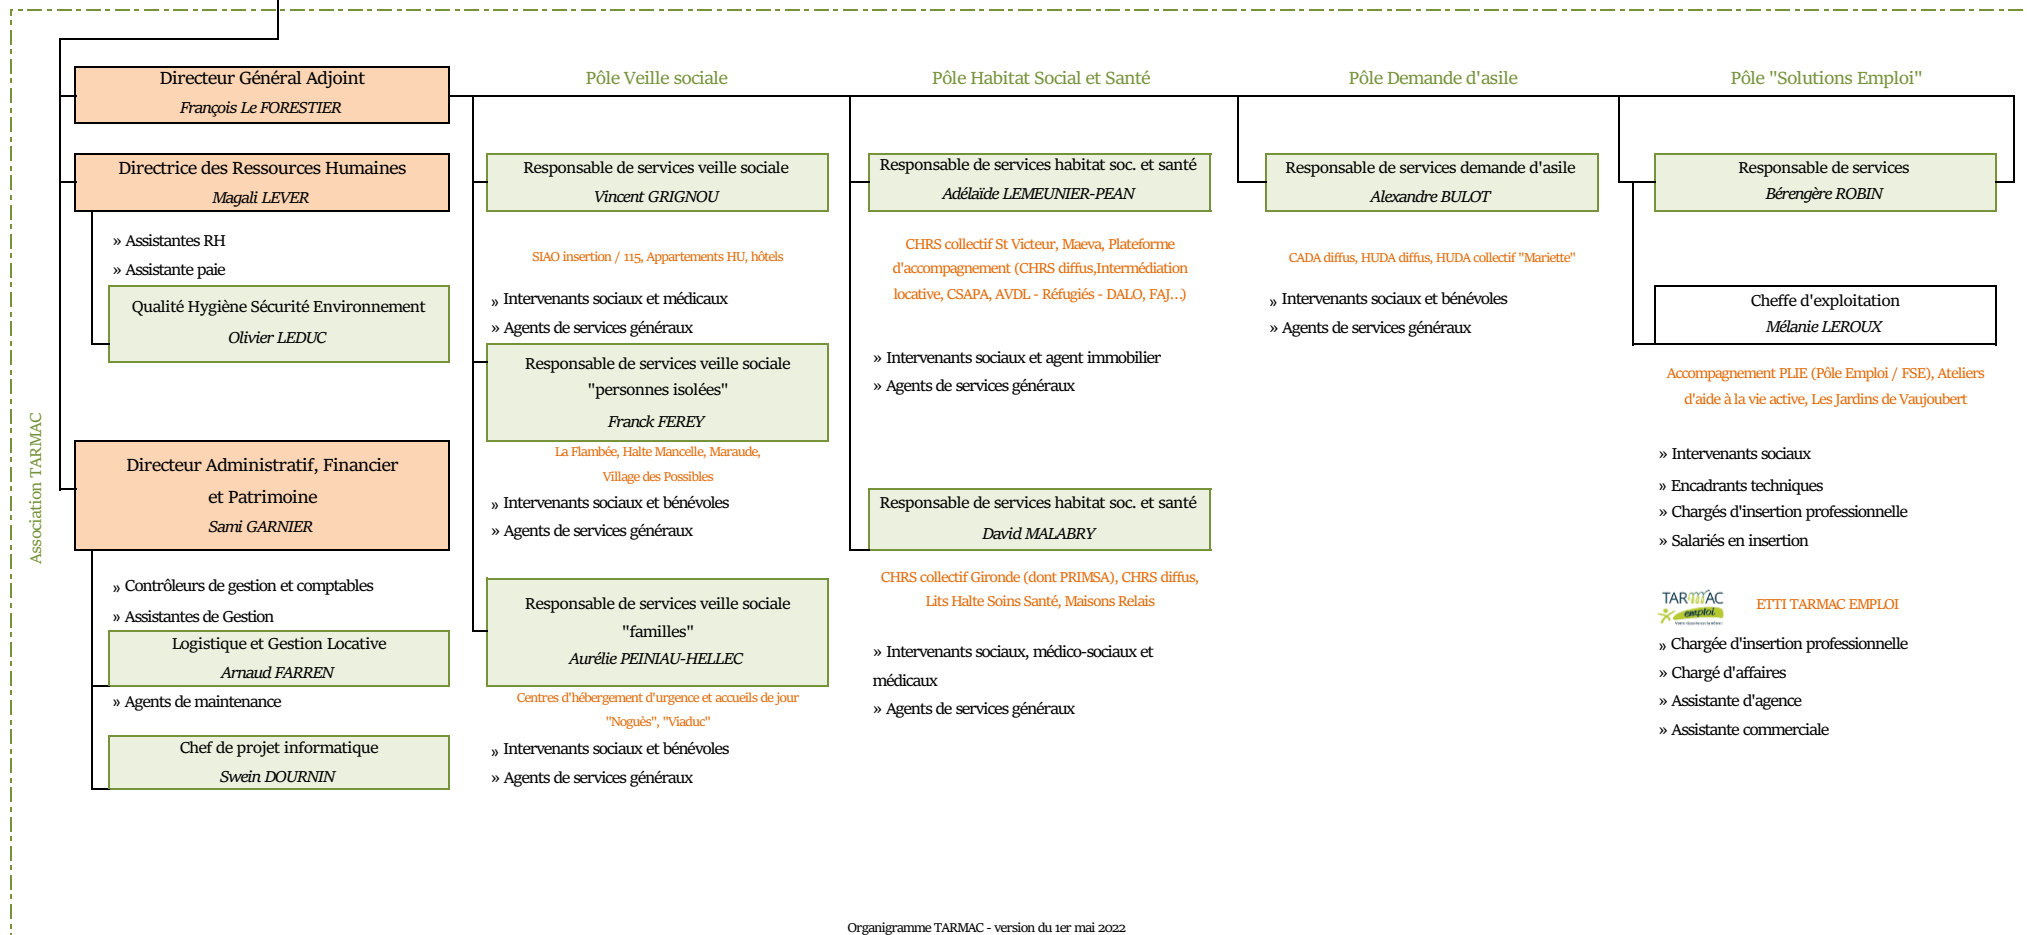 Association TARMAC
Directeur Général Adjoint
François Le FORESTIER
Directrice des Ressources Humaines
Magali LEVER
» Assistantes RH
» Assistante paie
Qualité Hygiène Sécurité Environnement
Olivier LEDUC
Directeur Administratif, Financier
et Patrimoine
Sami GARNIER
» Contrôleurs de gestion et comptables
» Assistantes de Gestion
Logistique et Gestion Locative
Arnaud FARREN
» Agents de maintenance
Chef de projet informatique
Swein DOURNIN
Pôle Veille sociale
Responsable de services veille sociale
Vincent GRIGNOU
SIAO insertion / 115, Appartements HU, hôtels
» Intervenants sociaux et médicaux
» Agents de services généraux
Responsable de services veille sociale
"personnes isolées"
Franck FEREY
La Flambée, Halte Mancelle, Maraude,
Village des Possibles
» Intervenants sociaux et bénévoles
» Agents de services généraux
Responsable de services veille sociale
"familles"
Aurélie PEINIAU-HELLEC
Centres d'hébergement d'urgence et accueils de jour
"Noguès", "Viaduc"
» Intervenants sociaux et bénévoles
» Agents de services généraux
Pôle Habitat Social et Santé
Responsable de services habitat soc. et santé
Adélaïde LEMEUNIER-PEAN
CHRS collectif St Victeur, Maeva, Plateforme
d'accompagnement (CHRS diffus,Intermédiation
locative, CSAPA, AVDL - Réfugiés - DALO, FAJ...)
» Intervenants sociaux et agent immobilier
» Agents de services généraux
Responsable de services habitat soc. et santé
David MALABRY
CHRS collectif Gironde (dont PRIMSA), CHRS diffus,
Lits Halte Soins Santé, Maisons Relais
» Intervenants sociaux, médico-sociaux et
médicaux
» Agents de services généraux
Pôle Demande d'asile
Responsable de services demande d'asile
Alexandre BULOT
CADA diffus, HUDA diffus, HUDA collectif "Mariette"
» Intervenants sociaux et bénévoles
» Agents de services généraux
Pôle "Solutions Emploi"
Responsable de services
Bérengère ROBIN
Cheffe d'exploitation
Mélanie LEROUX
Accompagnement PLIE (Pôle Emploi / FSE), Ateliers
d'aide à la vie active, Les Jardins de Vaujoubert
» Intervenants sociaux
» Encadrants techniques
» Chargés d'insertion professionnelle
» Salariés en insertion
TARMAC
emploi
ETTI TARMAC EMPLOI
» Chargée d'insertion professionnelle
» Chargé d'affaires
» Assistante d'agence
» Assistante commerciale
Organigramme TARMAC - version du 1er mai 2022